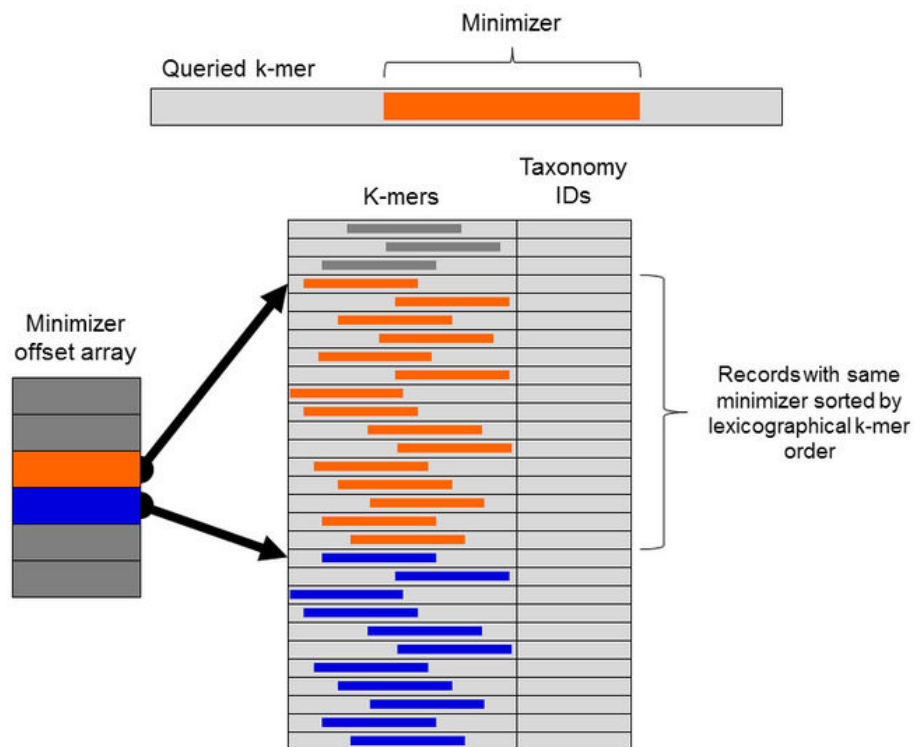 Minimizer
Queried k-mer
Taxonomy
IDs
K-mers
Minimizer
offset array
Records with same
minimizer sorted by
lexicographical k-mer
order